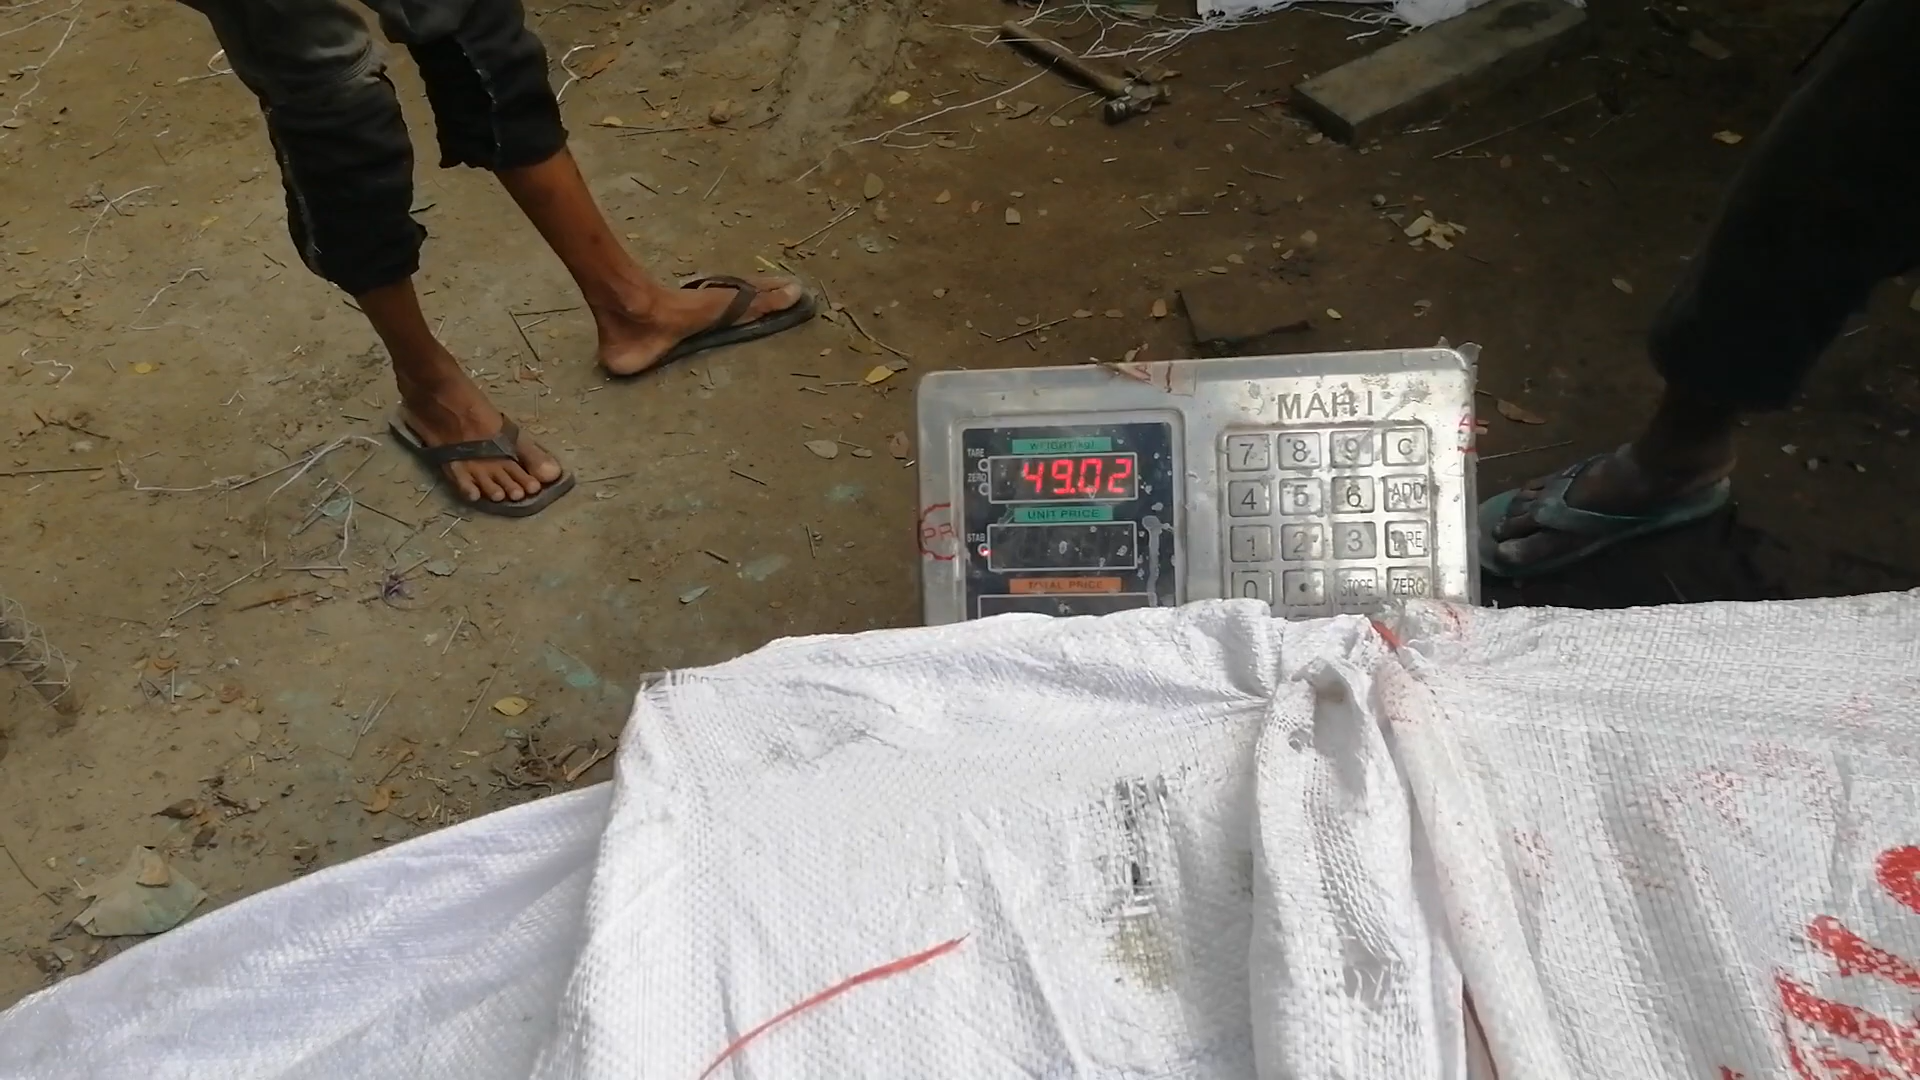 MAHI
WEIGHT kg)
TARE
ZERO
49.02
UNIT PRICE
STAB
TOTAL PRICE
7 8 9 C
4 5 6 ADD
1 2 3
0 . STORE ZERO
PR